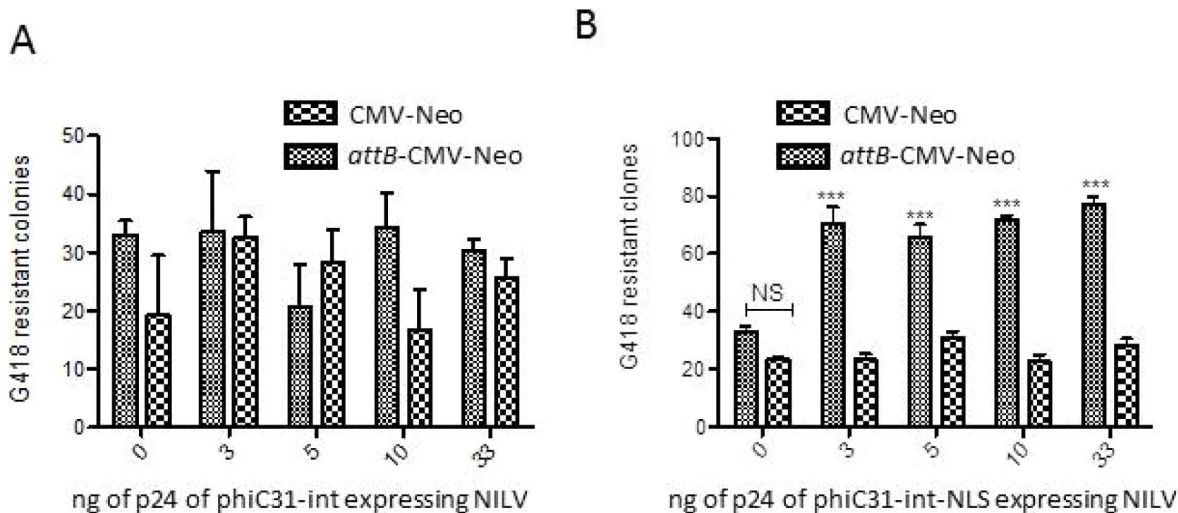 A
CMV-Neo
attB-CMV-Neo
G418 resistant colonies
50
40
30
20
10
0
0
3
5
10
33
ng of p24 of phiC31-int expressing NILV
B
CMV-Neo
attB-CMV-Neo
G418 resistant clones
100
80
60
40
20
0
NS
***
***
***
***
0
3
5
10
33
ng of p24 of phiC31-int-NLS expressing NILV